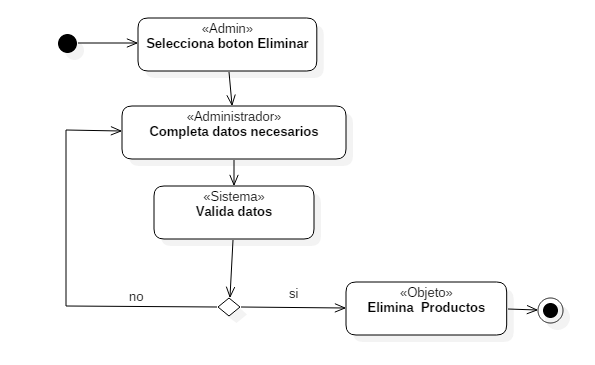 «Admin»
Selecciona boton Eliminar
«Administrador»
Completa datos necesarios
«Sistema»
Valida datos
no
si
«Objeto»
Elimina  Productos